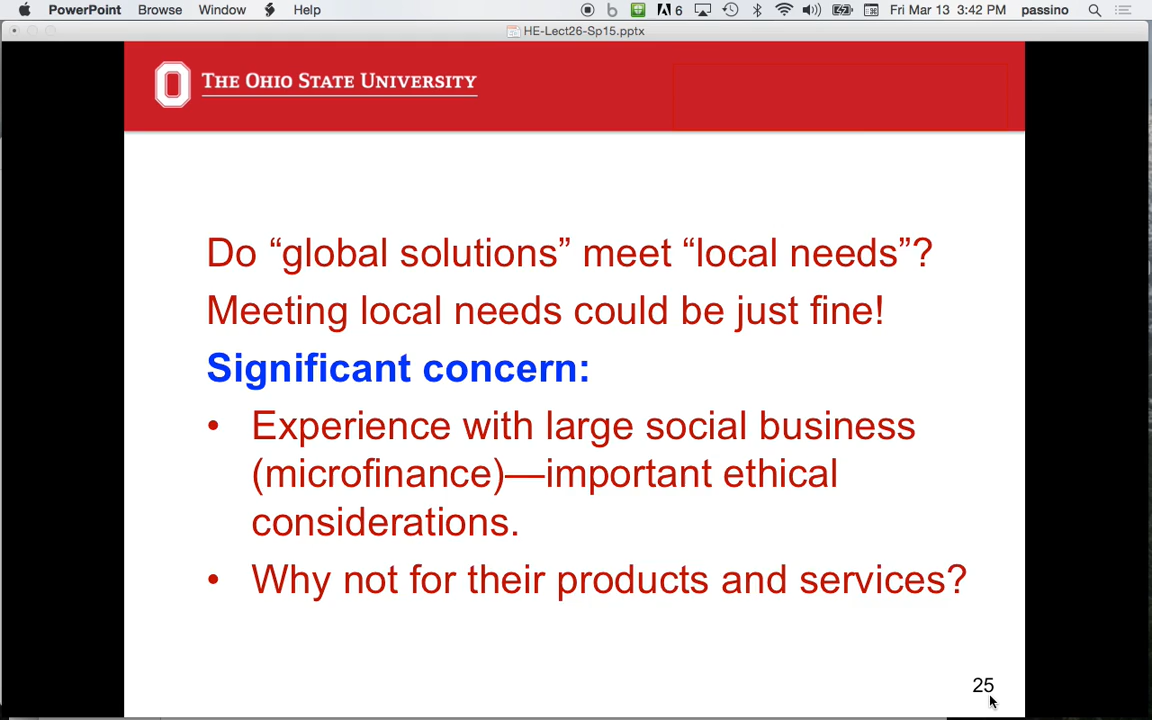 PowerPoint Browse Window Help 6 Fri Mar 13 3:42 PM passino
HE-Lect26-Sp15.pptx
THE OHIO STATE UNIVERSITY
Do “global solutions” meet “local needs”?
Meeting local needs could be just fine!
Significant concern:
• Experience with large social business
(microfinance)—important ethical
considerations.
• Why not for their products and services?
25